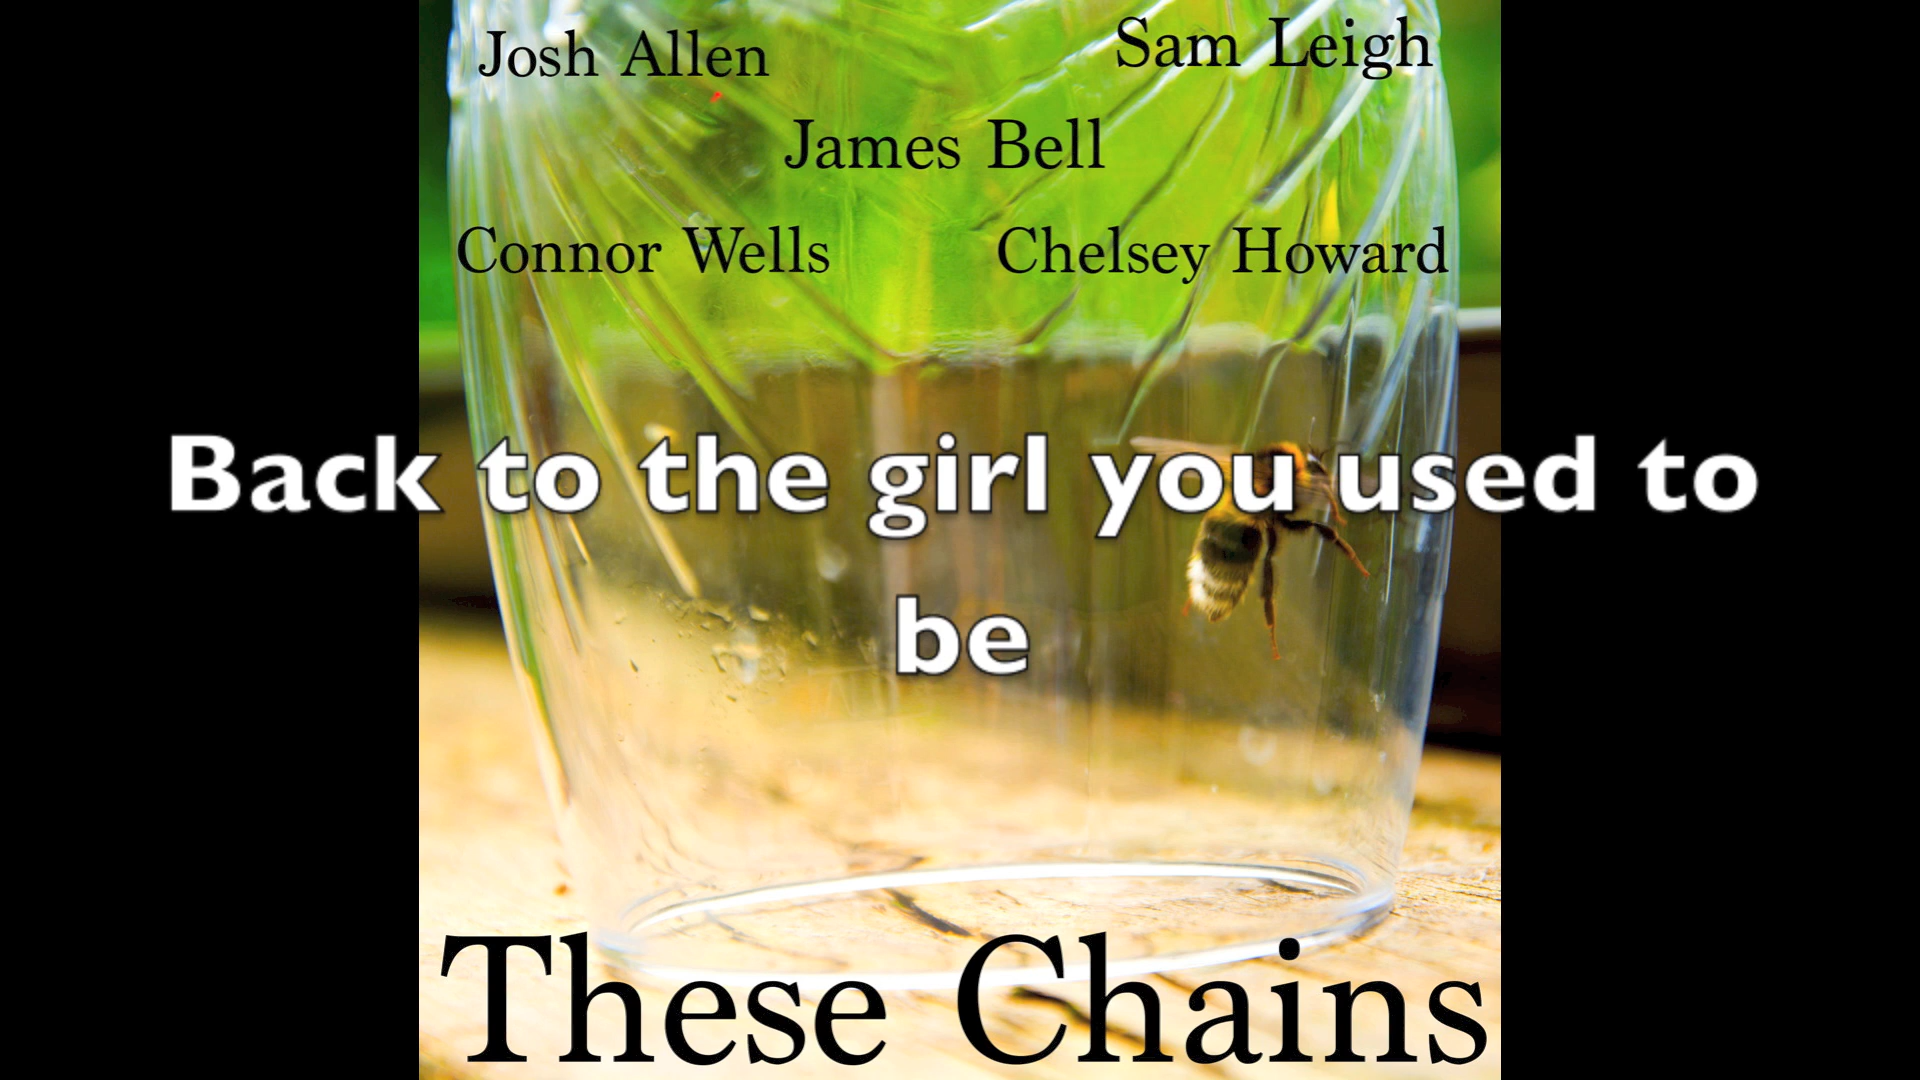 Josh Allen
Sam Leigh
James Bell
Connor Wells
Chelsey Howard
Back to the girl you used to
be
These Chains